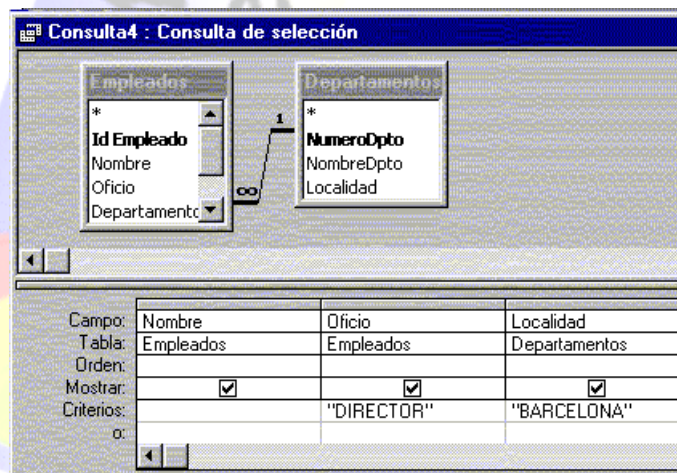 Consulta4 : Consulta de selección
Empleados
*
Id Empleado
Nombre
Oficio
Departamento
1
∞
Departamentos
*
NumeroDpto
NombreDpto
Localidad
Campo: Nombre Oficio Localidad
Tabla: Empleados Empleados Departamentos
Orden:
Mostrar:
Criterios: "DIRECTOR" "BARCELONA"
o: